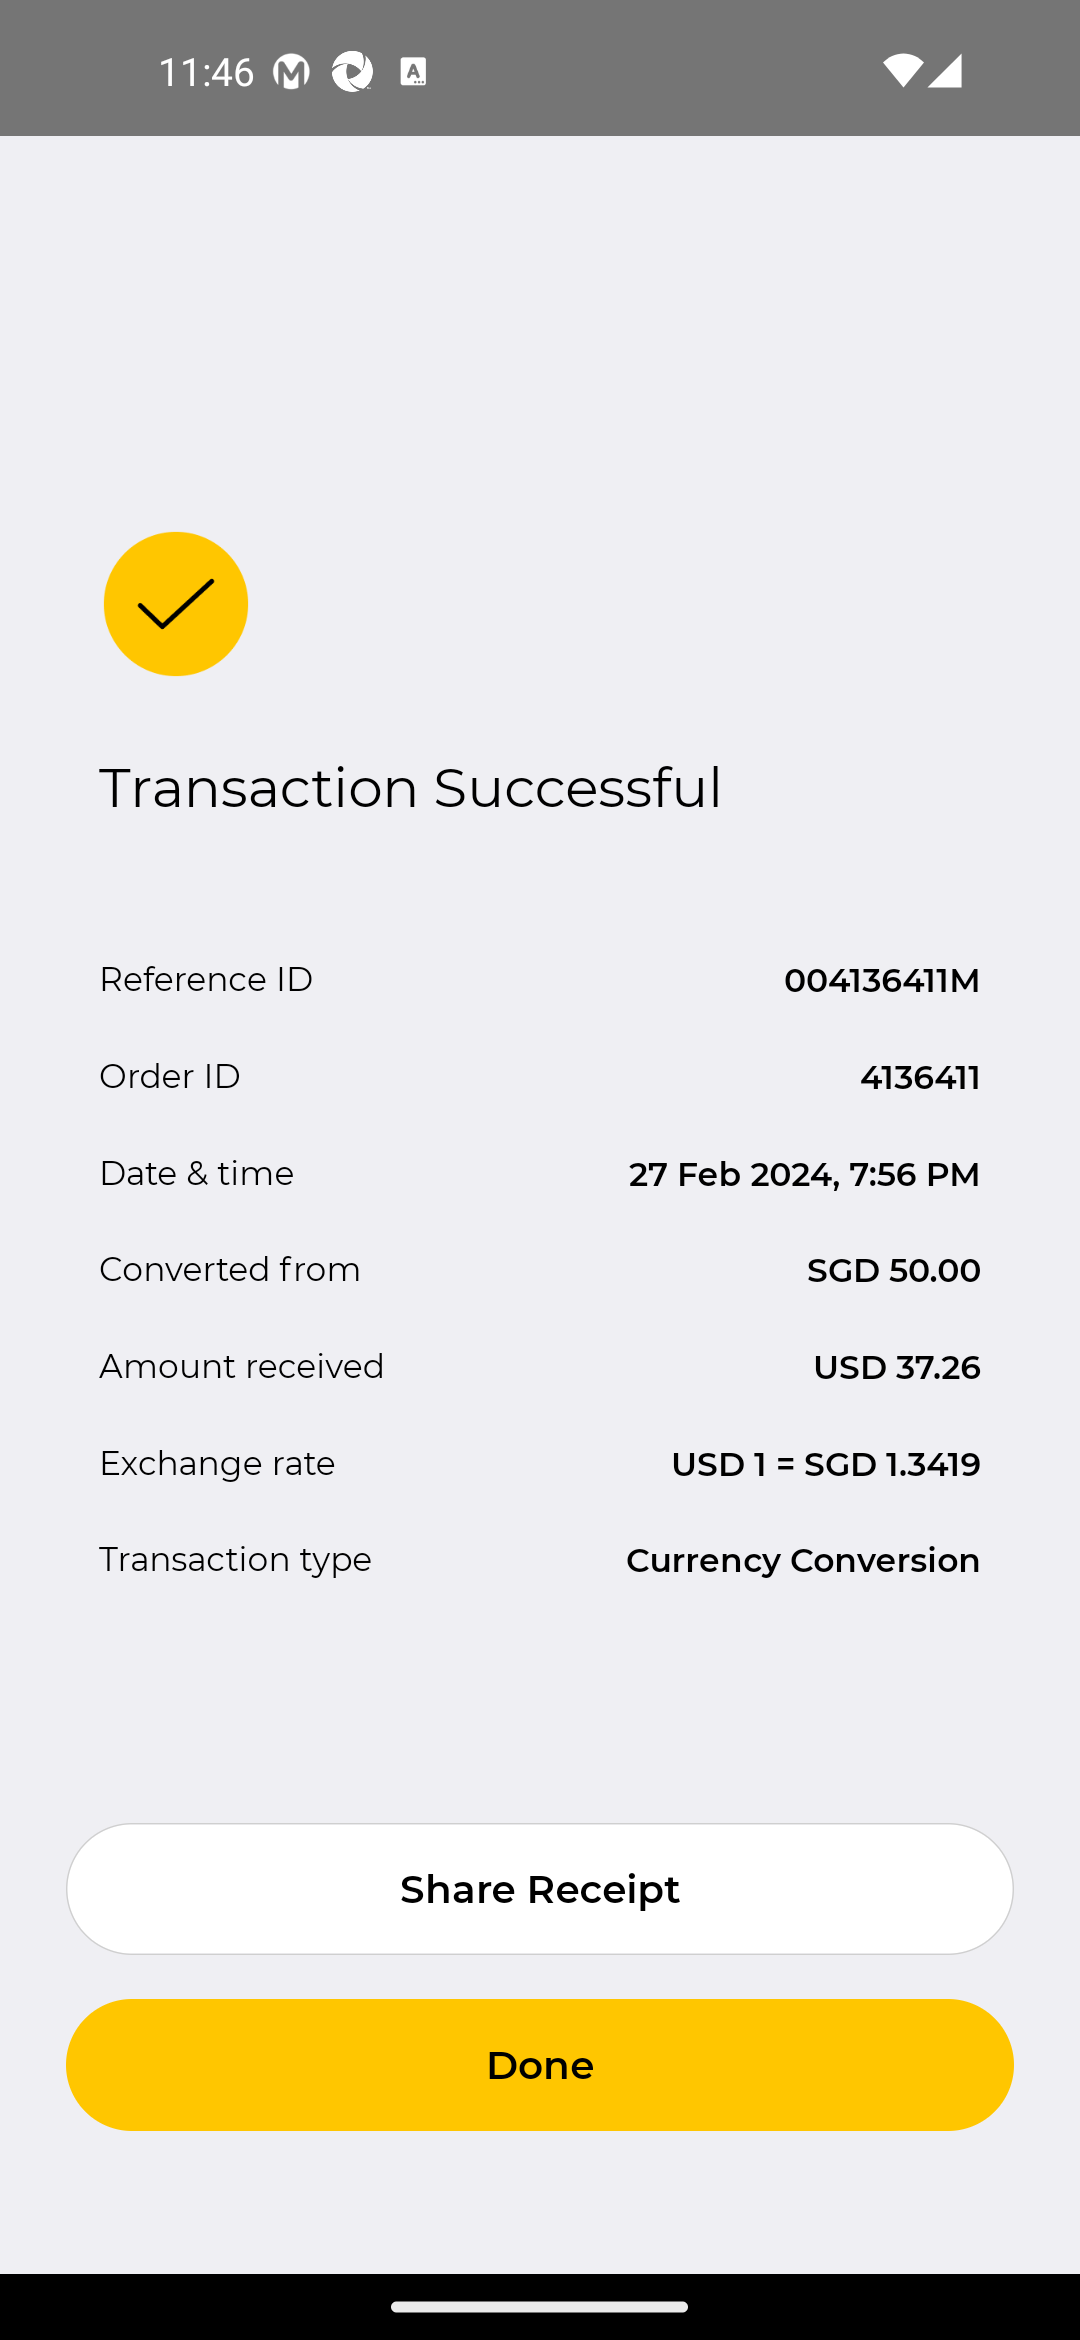 11:46
Transaction Successful
Reference ID 004136411M
Order ID 4136411
Date & time 27 Feb 2024, 7:56 PM
Converted from SGD 50.00
Amount received USD 37.26
Exchange rate USD 1 = SGD 1.3419
Transaction type Currency Conversion
Share Receipt
Done